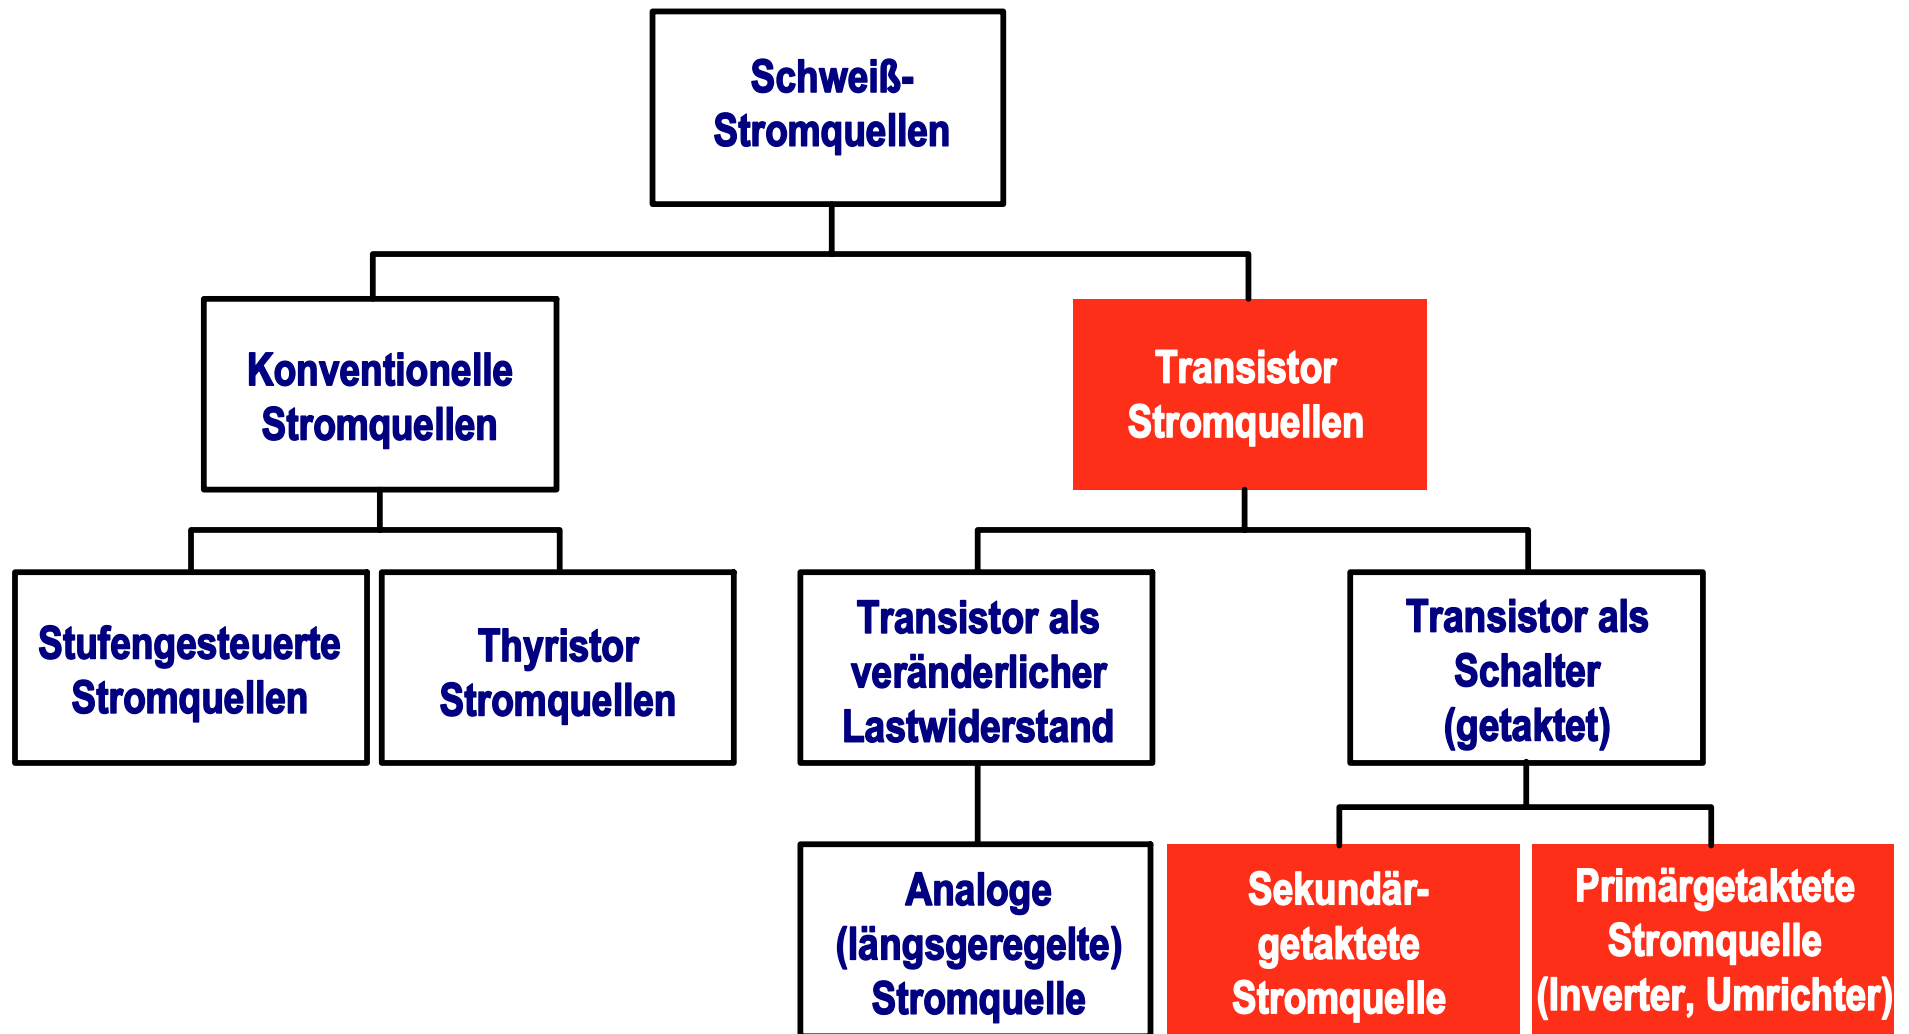 Schweiß-
Stromquellen
Konventionelle
Stromquellen
Transistor
Stromquellen
Stufengesteuerte
Stromquellen
Thyristor
Stromquellen
Transistor als
veränderlicher
Lastwiderstand
Transistor als
Schalter
(getaktet)
Analoge
(längsgeregelte)
Stromquelle
Sekundär-
getaktete
Stromquelle
Primärgetaktete
Stromquelle
(Inverter, Umrichter)